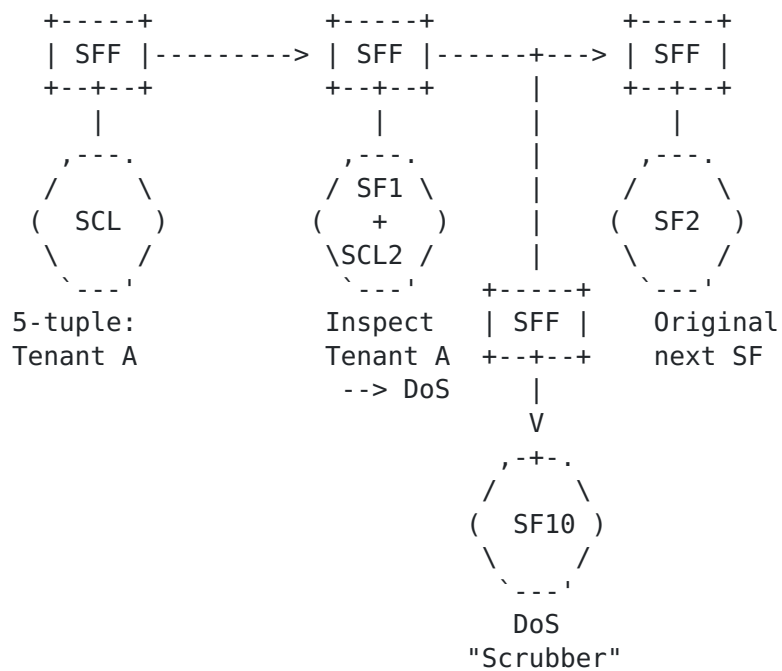 SFF SFF SFF
SCL SF1 + SCL2 SF2
5-tuple: Tenant A
Inspect Tenant A --> DoS
SFF
Original next SF
SF10
DoS
"Scrubber"